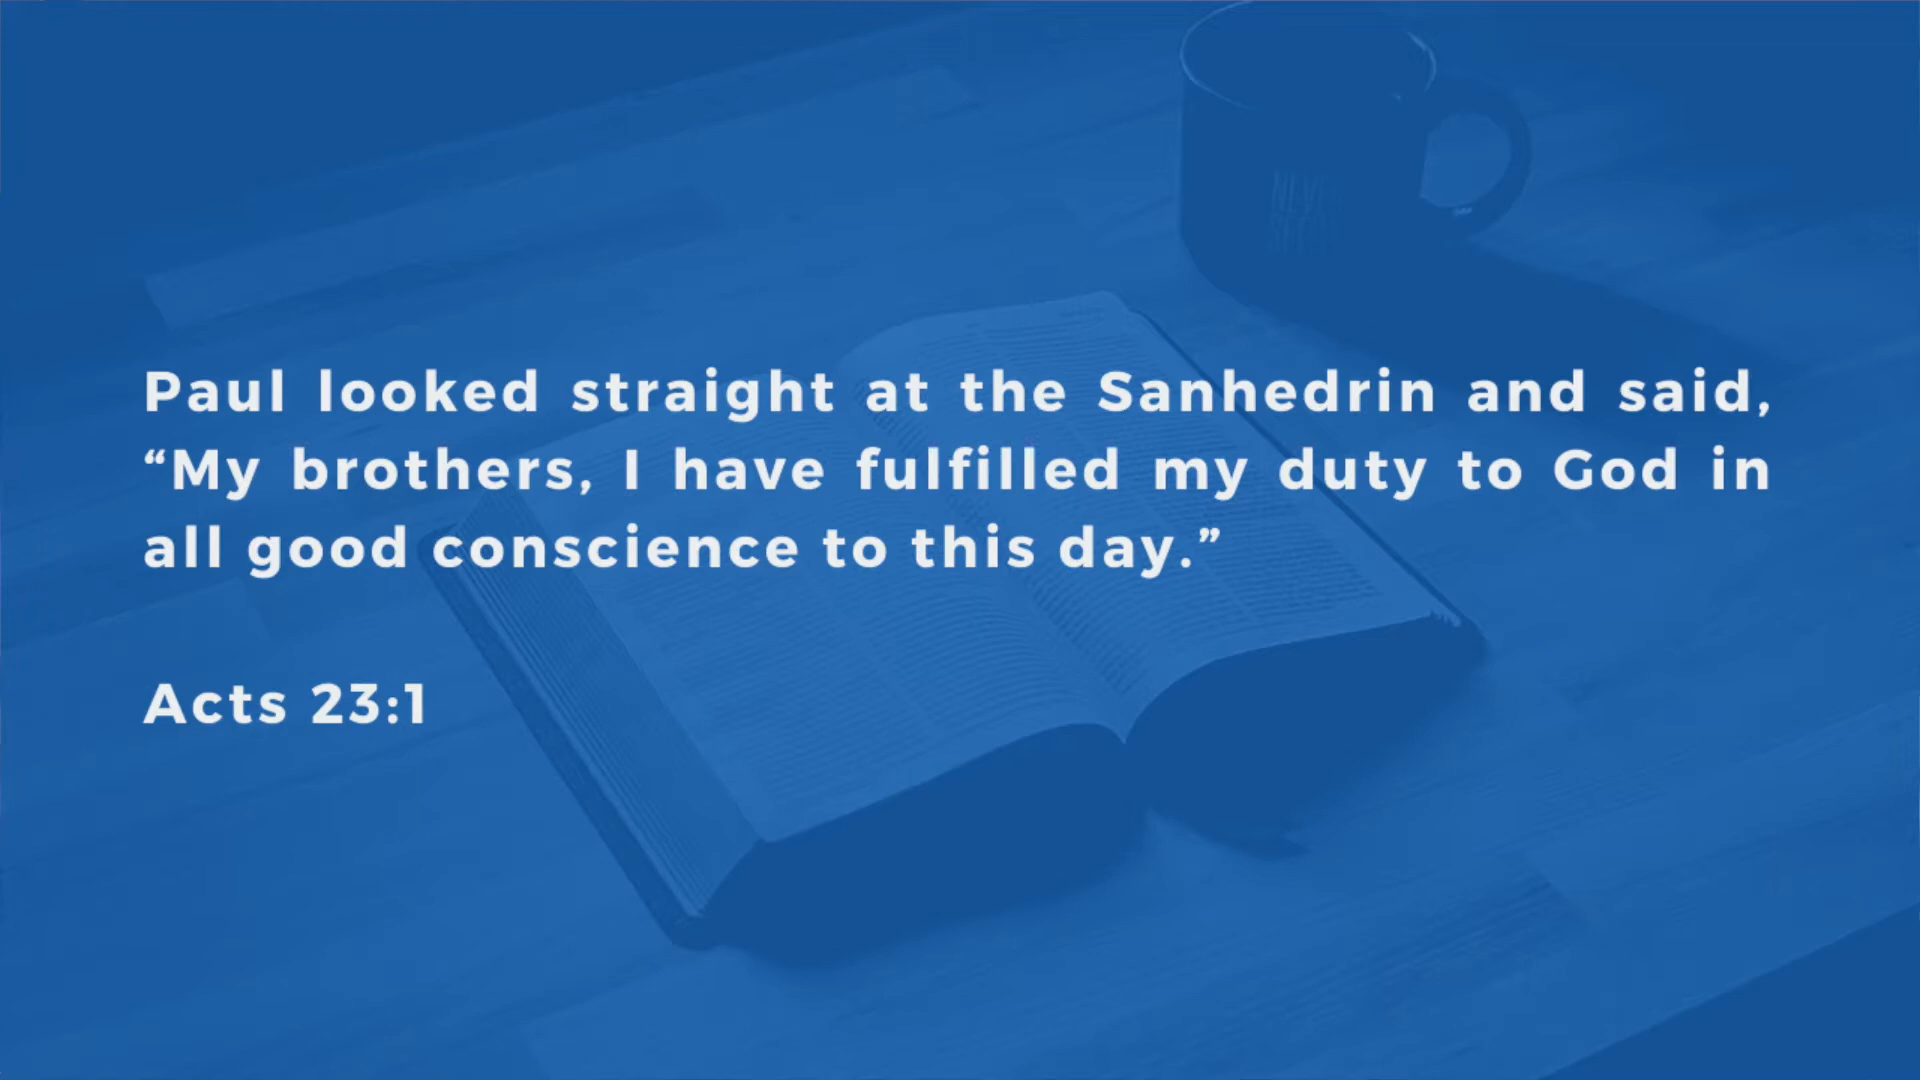 Paul looked straight at the Sanhedrin and said,
“My brothers, I have fulfilled my duty to God in
all good conscience to this day.”
Acts 23:1